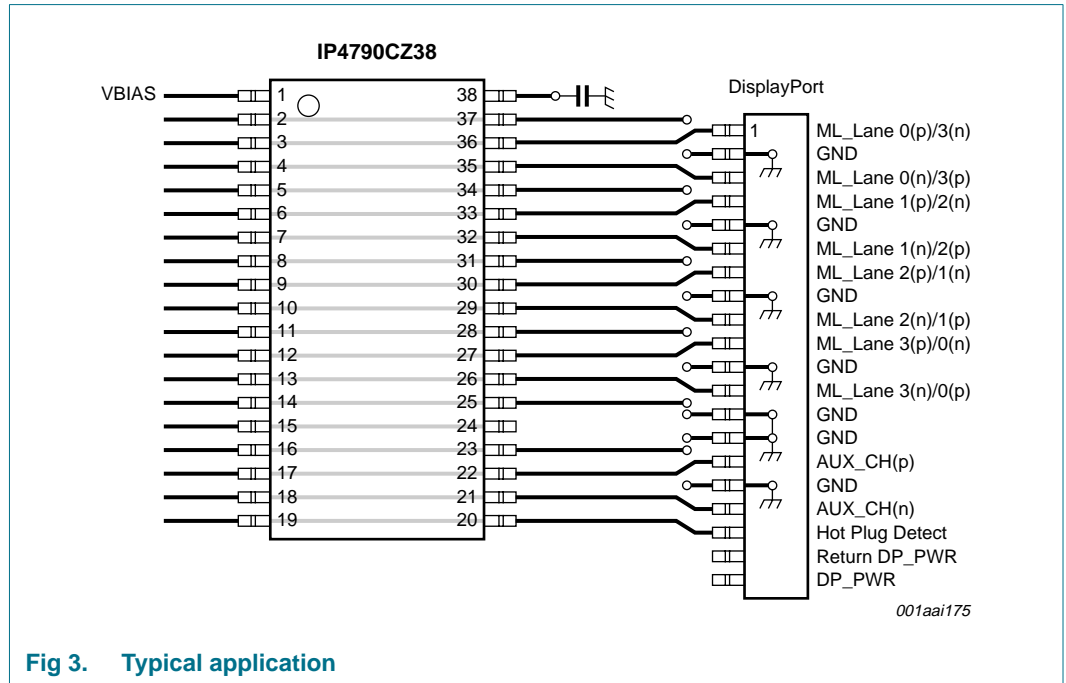 IP4790CZ38
DisplayPort
VBIAS
1 38
2 37
3 36
4 35
5 34
6 33
7 32
8 31
9 30
10 29
11 28
12 27
13 26
14 25
15 24
16 23
17 22
18 21
19 20
1 ML_Lane 0(p)/3(n)
GND
ML_Lane 0(n)/3(p)
ML_Lane 1(p)/2(n)
GND
ML_Lane 1(n)/2(p)
ML_Lane 2(p)/1(n)
GND
ML_Lane 2(n)/1(p)
ML_Lane 3(p)/0(n)
GND
ML_Lane 3(n)/0(p)
GND
GND
AUX_CH(p)
GND
AUX_CH(n)
Hot Plug Detect
Return DP_PWR
DP_PWR
001aai175
Fig 3. Typical application